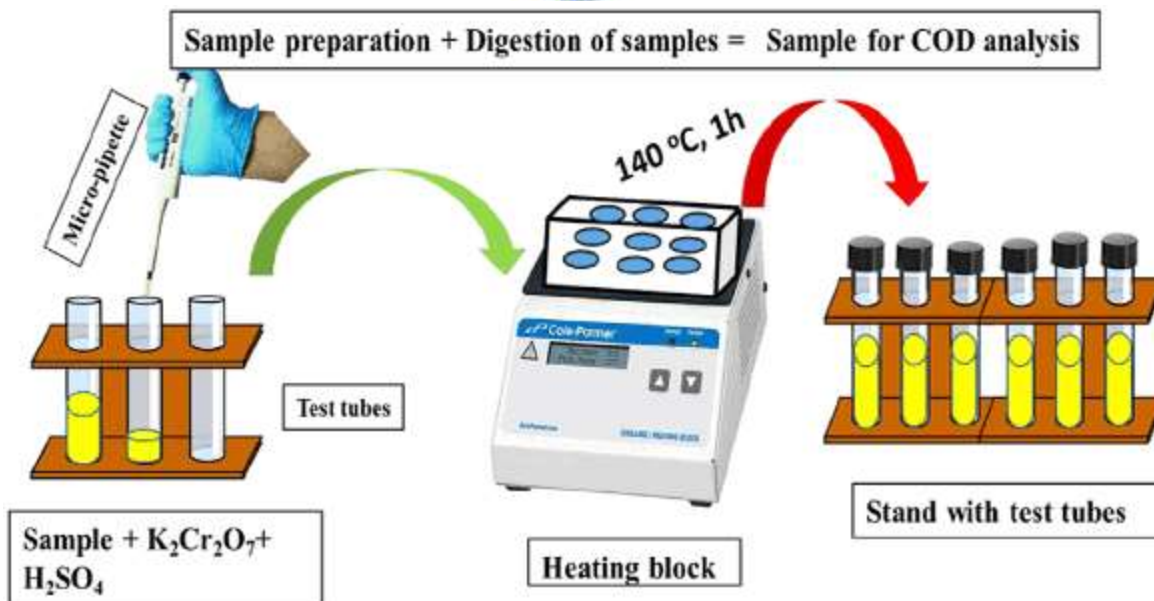 Sample preparation + Digestion of samples = Sample for COD analysis
Micro-pipette
140 °C, 1h
Cole-Parmer
Test tubes
Sample + K₂Cr₂O₇+
H₂SO₄
Heating block
Stand with test tubes